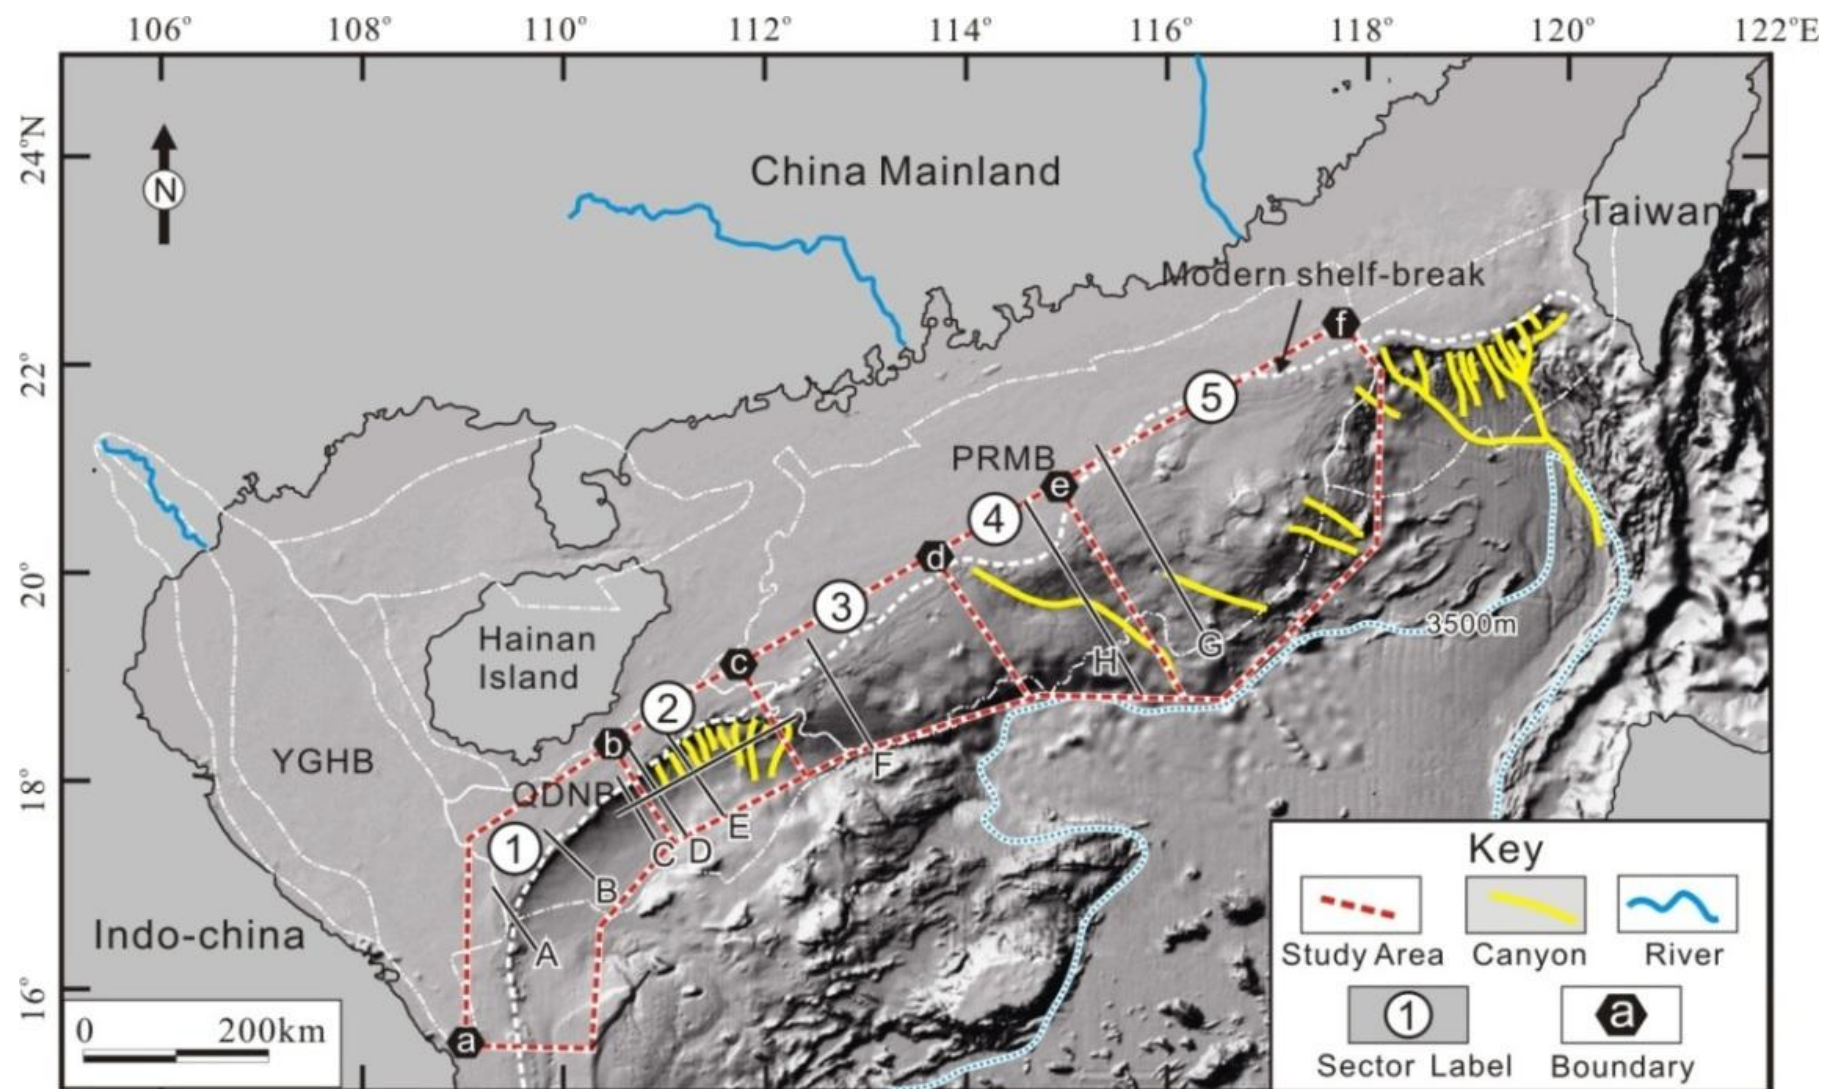 106° 108° 110° 112° 114° 116° 118° 120° 122°E
24°N
22°
20°
18°
16°
N
China Mainland
Taiwan
Modern shelf-break
f
5
PRMB
e
4
d
3
Hainan
Island
c
2
b
YGHB
QDNB
1
3500m
G
H
F
E
D
C
B
A
Indo-china
a
0 200km
Key
Study Area Canyon River
1 a
Sector Label Boundary